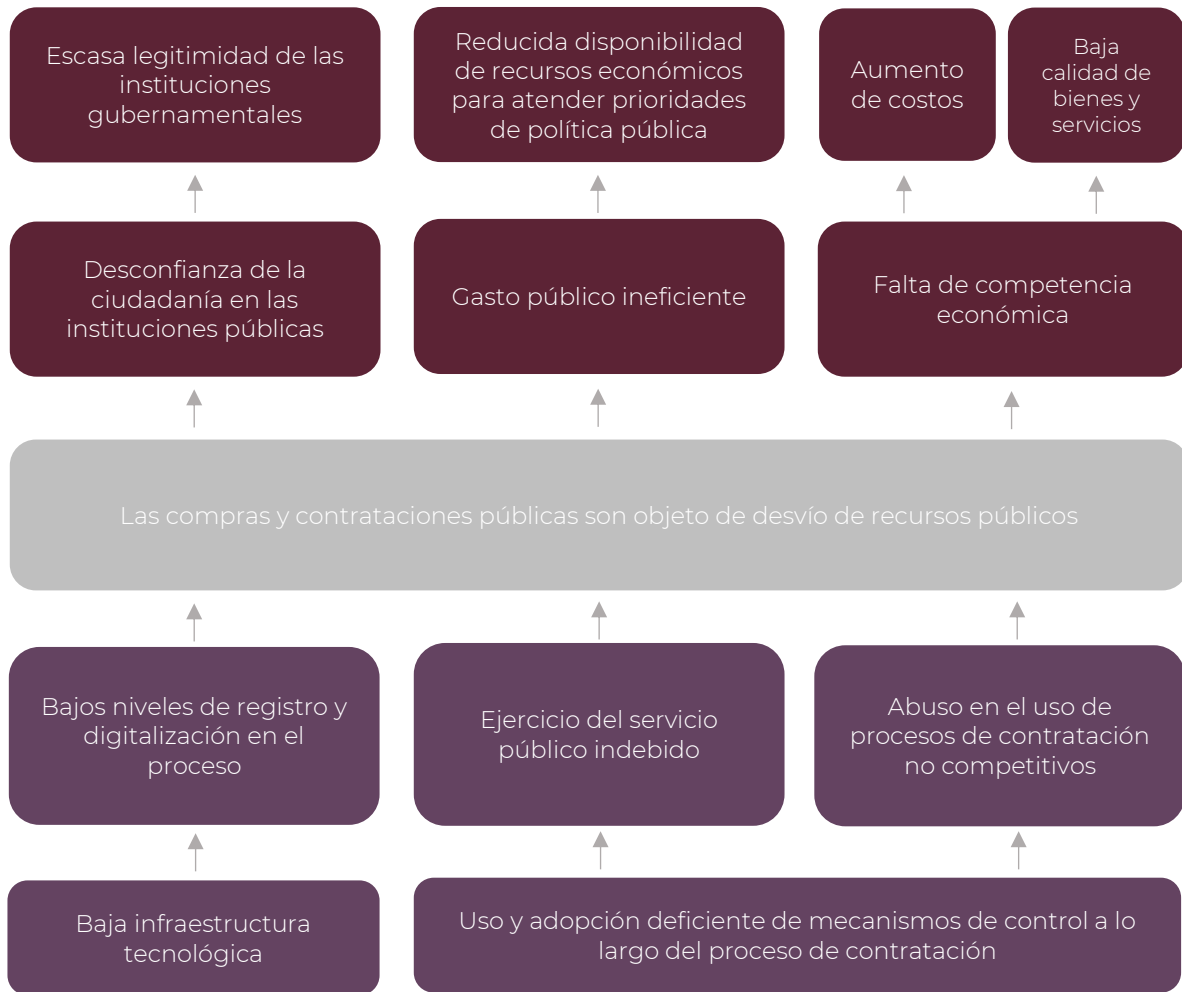 Escasa legitimidad de las
instituciones
gubernamentales
Reducida disponibilidad
de recursos económicos
para atender prioridades
de política pública
Aumento
de costos
Baja
calidad de
bienes y
servicios
Desconfianza de la
ciudadanía en las
instituciones públicas
Gasto público ineficiente
Falta de competencia
económica
Las compras y contrataciones públicas son objeto de desvío de recursos públicos
Bajos niveles de registro y
digitalización en el
proceso
Ejercicio del servicio
público indebido
Abuso en el uso de
procesos de contratación
no competitivos
Baja infraestructura
tecnológica
Uso y adopción deficiente de mecanismos de control a lo
largo del proceso de contratación